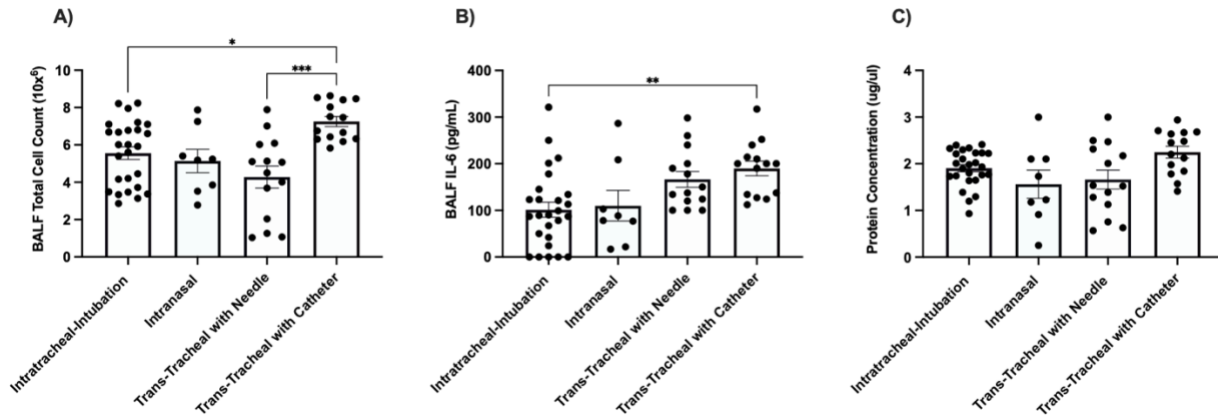 A)
*
***
BALF Total Cell Count (10x⁶)
10
8
6
4
2
0
Intratracheal-Intubation
Intranasal
Trans-Tracheal with Needle
Trans-Tracheal with Catheter
B)
**
BALF IL-6 (pg/mL)
400
300
200
100
0
Intratracheal-Intubation
Intranasal
Trans-Tracheal with Needle
Trans-Tracheal with Catheter
C)
Protein Concentration (ug/ul)
4
3
2
1
0
Intratracheal-Intubation
Intranasal
Trans-Tracheal with Needle
Trans-Tracheal with Catheter